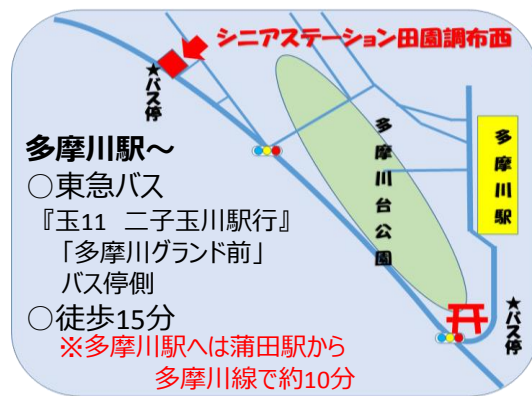 シニアステーション田園調布西
★バス停
多摩川駅～
○東急バス
『玉11 二子玉川駅行』
「多摩川グランド前」
バス停側
○徒歩15分
※多摩川駅へは蒲田駅から
多摩川線で約10分
多摩川台公園
多摩川駅
★バス停